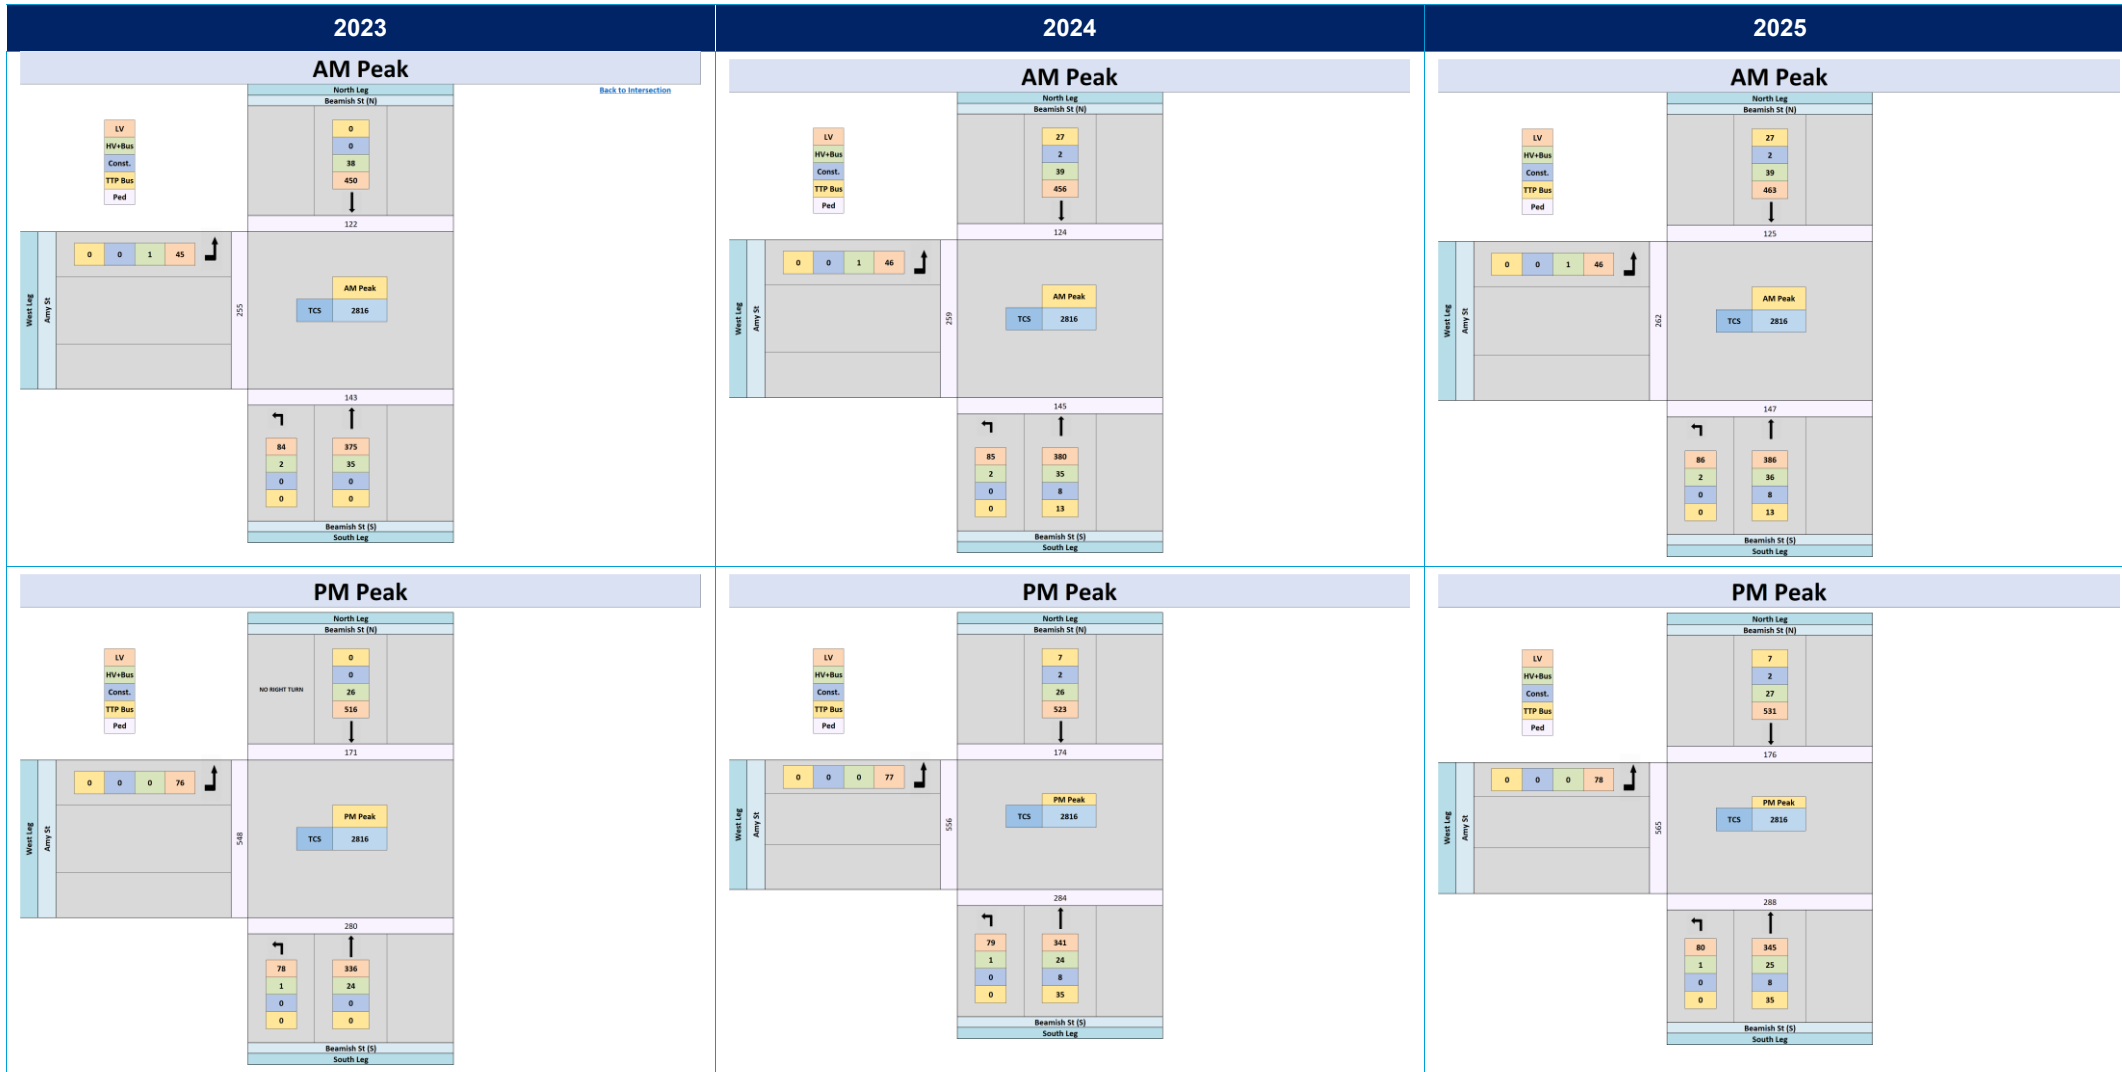 2023
2024
2025
AM Peak
Back to Intersection
North Leg
Beamish St (N)
LV
HV+Bus
Const.
TTP Bus
Ped
0
0
38
450
122
West Leg
Amy St
0 0 1 45
255
AM Peak
TCS 2816
143
84 375
2 35
0 0
0 0
Beamish St (S)
South Leg
AM Peak
North Leg
Beamish St (N)
LV
HV+Bus
Const.
TTP Bus
Ped
27
2
39
456
124
West Leg
Amy St
0 0 1 46
259
AM Peak
TCS 2816
145
85 380
2 35
0 8
0 13
Beamish St (S)
South Leg
AM Peak
North Leg
Beamish St (N)
LV
HV+Bus
Const.
TTP Bus
Ped
27
2
39
463
125
West Leg
Amy St
0 0 1 46
262
AM Peak
TCS 2816
147
86 386
2 36
0 8
0 13
Beamish St (S)
South Leg
PM Peak
North Leg
Beamish St (N)
LV
HV+Bus
Const.
TTP Bus
Ped
NO RIGHT TURN
0
0
26
516
171
West Leg
Amy St
0 0 0 76
548
PM Peak
TCS 2816
280
78 336
1 24
0 0
0 0
Beamish St (S)
South Leg
PM Peak
North Leg
Beamish St (N)
LV
HV+Bus
Const.
TTP Bus
Ped
7
2
26
523
174
West Leg
Amy St
0 0 0 77
556
PM Peak
TCS 2816
284
79 341
1 24
0 8
0 35
Beamish St (S)
South Leg
PM Peak
North Leg
Beamish St (N)
LV
HV+Bus
Const.
TTP Bus
Ped
7
2
27
531
176
West Leg
Amy St
0 0 0 78
565
PM Peak
TCS 2816
288
80 345
1 25
0 8
0 35
Beamish St (S)
South Leg